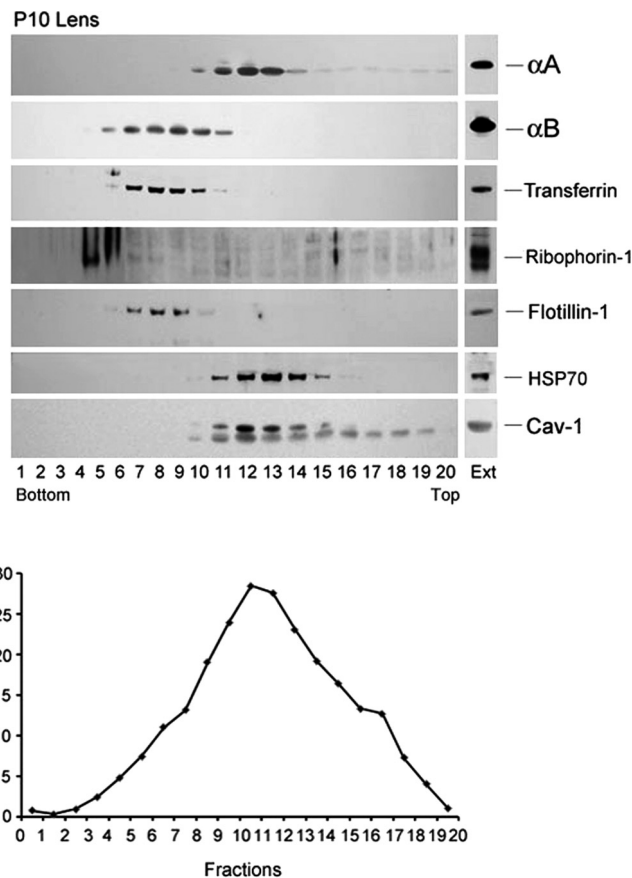 P10 Lens
αA
αB
Transferrin
Ribophorin-1
Flotillin-1
HSP70
Cav-1
1 2 3 4 5 6 7 8 9 10 11 12 13 14 15 16 17 18 19 20 Ext
Bottom Top
30
25
20
5
0
5
0
0 1 2 3 4 5 6 7 8 9 10 11 12 13 14 15 16 17 18 19 20
Fractions